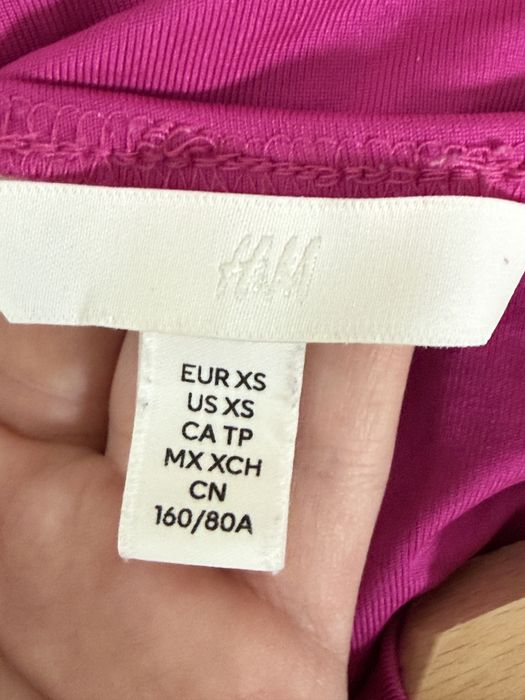 H&M
EUR XS
US XS
CA TP
MX XCH
CN
160/80A